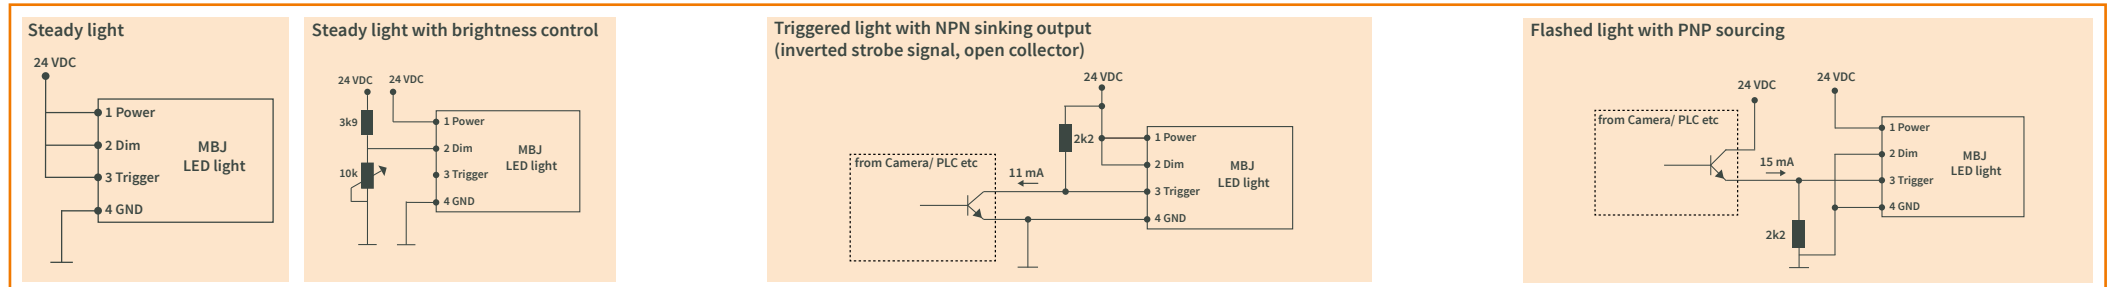 Steady light
24 VDC
1 Power
2 Dim
3 Trigger
4 GND
MBJ
LED light
Steady light with brightness control
24 VDC
24 VDC
3k9
10k
1 Power
2 Dim
3 Trigger
4 GND
MBJ
LED light
Triggered light with NPN sinking output
(inverted strobe signal, open collector)
24 VDC
2k2
from Camera/ PLC etc
11 mA
1 Power
2 Dim
3 Trigger
4 GND
MBJ
LED light
Flashed light with PNP sourcing
24 VDC
24 VDC
from Camera/ PLC etc
15 mA
2k2
1 Power
2 Dim
3 Trigger
4 GND
MBJ
LED light